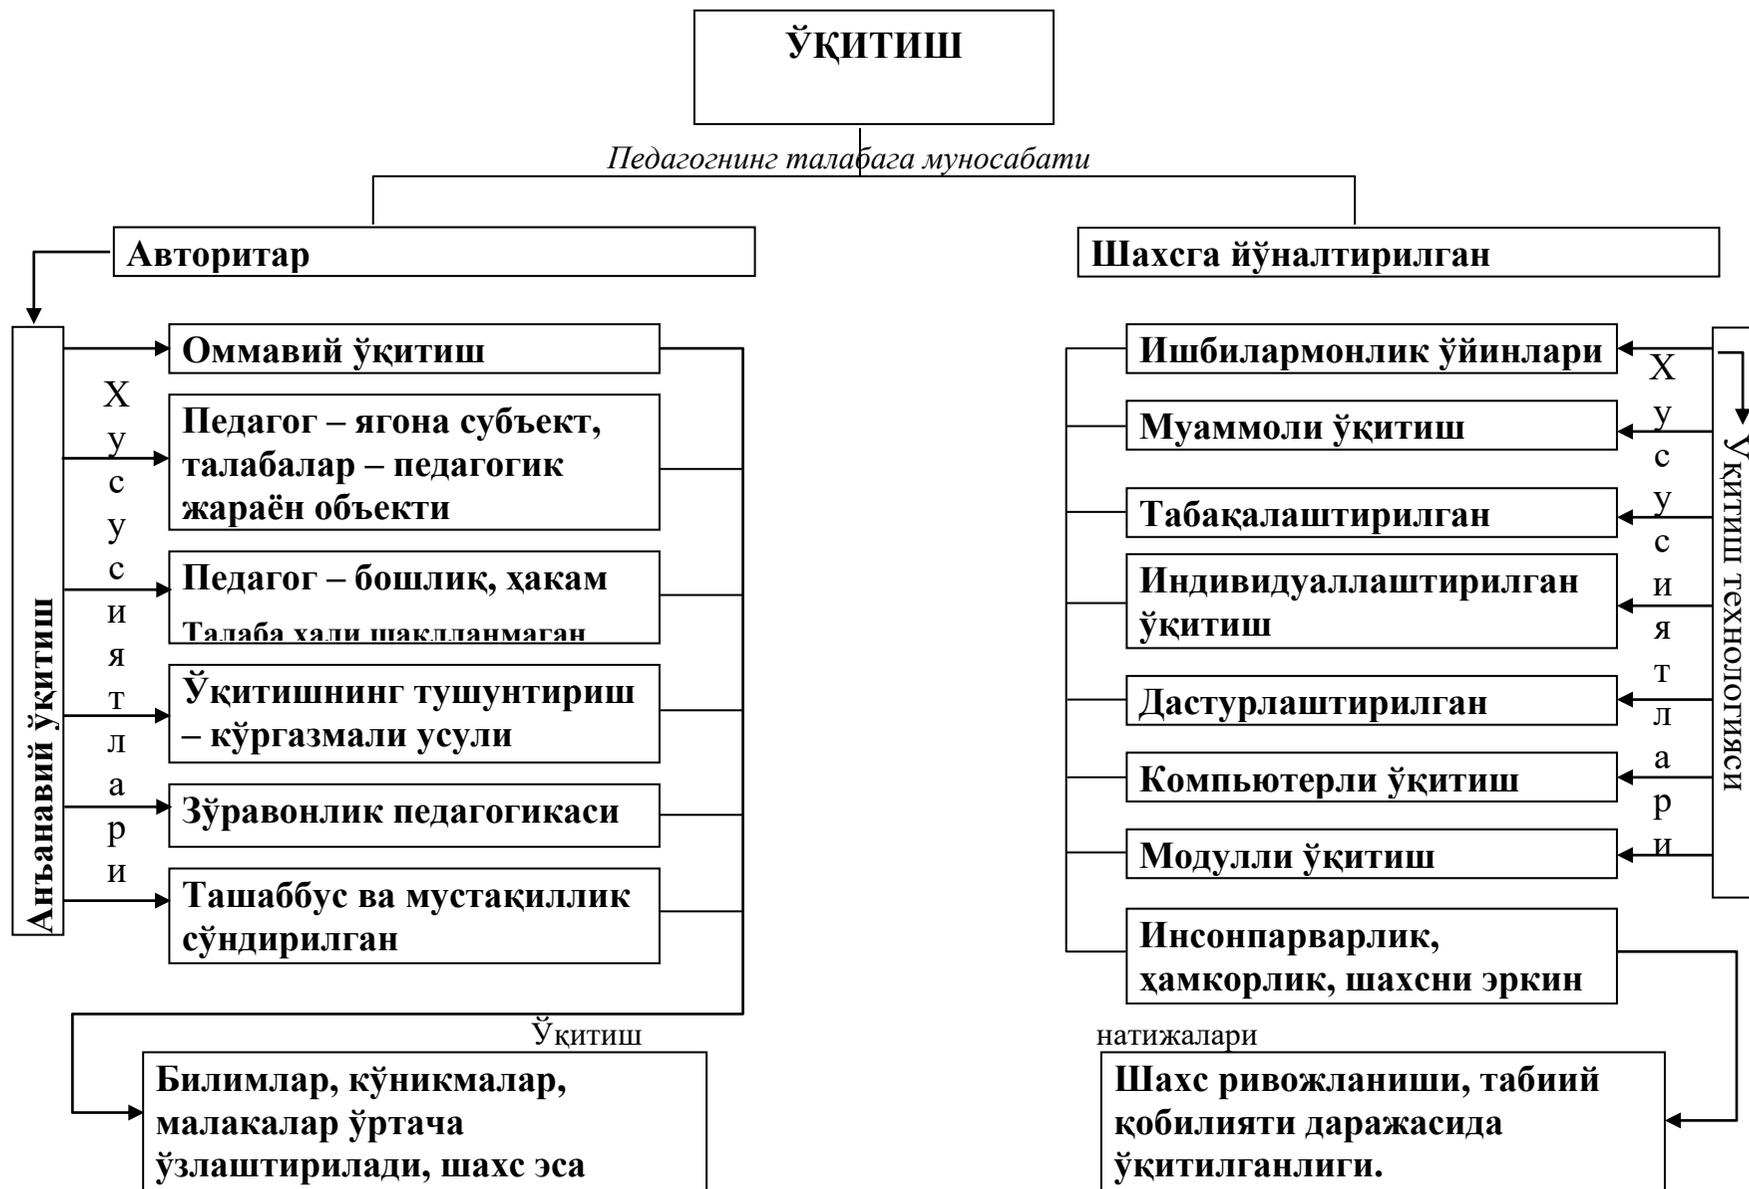 ЎҚИТИШ
Педагогнинг талабага муносабати
Авторитар
Шахсга йўналтирилган
Анъанавий ўқитиш
Хусусиятлари
Оммавий ўқитиш
Педагог – ягона субъект,
талабалар – педагогик
жараён объекти
Педагог – бошлиқ, ҳакам
Талаба ҳали шаклланмаган
Ўқитишнинг тушунтириш
– кўргазмали усули
Зўравонлик педагогикаси
Ташаббус ва мустақиллик
сўндирилган
Ишбилармонлик ўйинлари
Муаммоли ўқитиш
Табақалаштирилган
Индивидуаллаштирилган
ўқитиш
Дастурлаштирилган
Компьютерли ўқитиш
Модулли ўқитиш
Инсонпарварлик,
ҳамкорлик, шахсни эркин
Хусусиятлари
Ўқитиш технологияси
Ўқитиш натижалари
Билимлар, кўникмалар,
малакалар ўртача
ўзлаштирилади, шахс эса
Шахс ривожланиши, табиий
қобилияти даражасида
ўқитилганлиги.